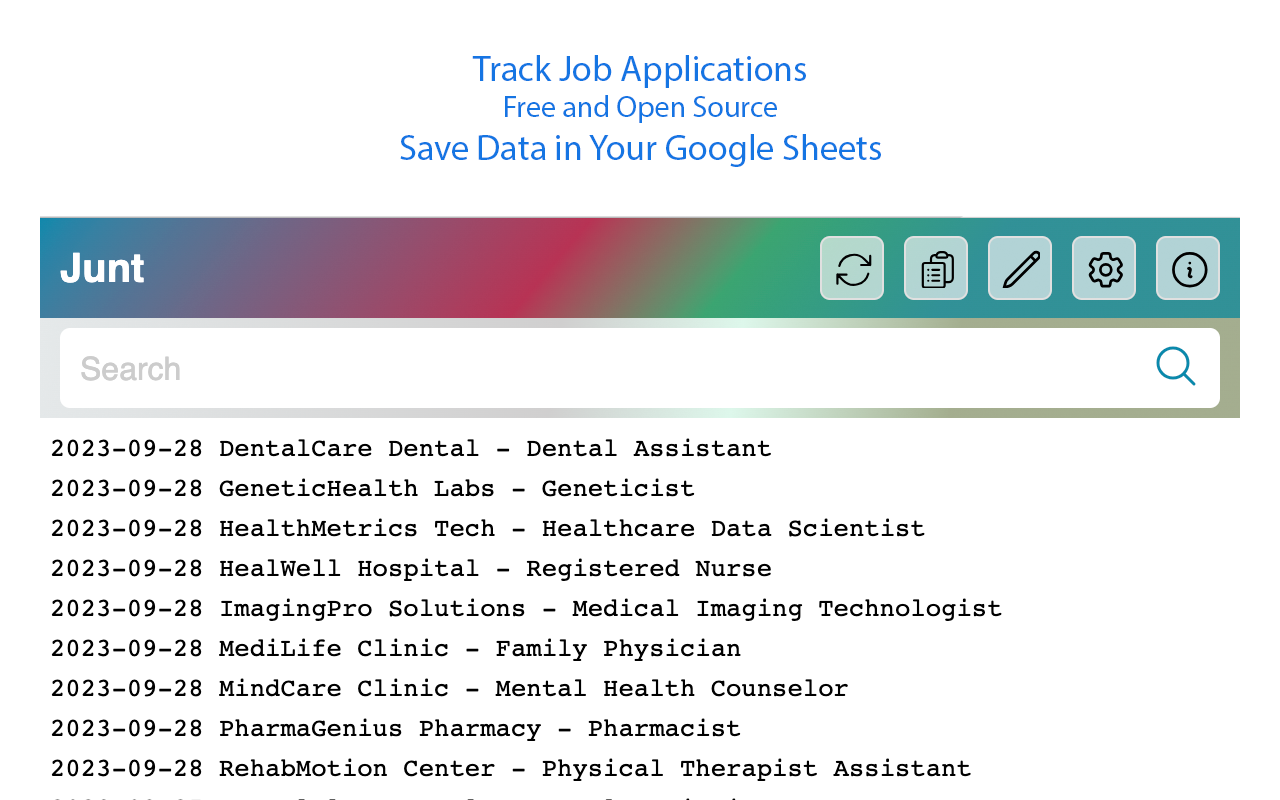 Track Job Applications
Free and Open Source
Save Data in Your Google Sheets
Junt
Search
2023-09-28 DentalCare Dental - Dental Assistant
2023-09-28 GeneticHealth Labs - Geneticist
2023-09-28 HealthMetrics Tech - Healthcare Data Scientist
2023-09-28 HealWell Hospital - Registered Nurse
2023-09-28 ImagingPro Solutions - Medical Imaging Technologist
2023-09-28 MediLife Clinic - Family Physician
2023-09-28 MindCare Clinic - Mental Health Counselor
2023-09-28 PharmaGenius Pharmacy - Pharmacist
2023-09-28 RehabMotion Center - Physical Therapist Assistant